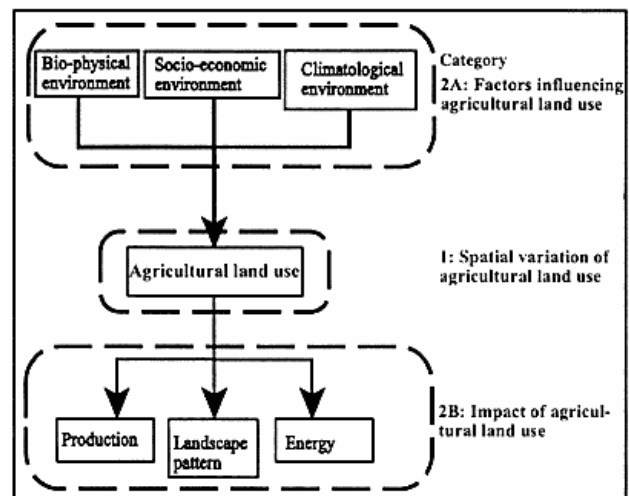 Bio-physical
environment
Socio-economic
environment
Climatological
environment
Category
2A: Factors influencing
agricultural land use
Agricultural land use
1: Spatial variation of
agricultural land use
Production
Landscape
pattern
Energy
2B: Impact of agricul-
tural land use